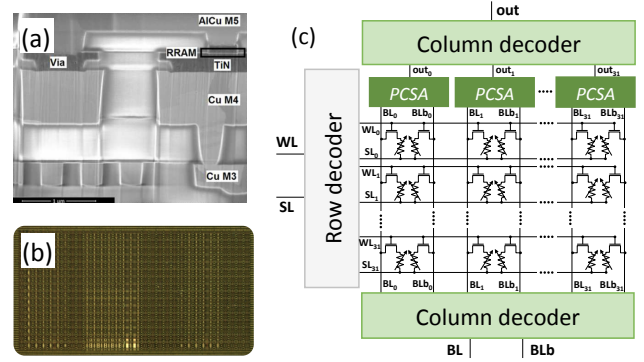 (a)
AlCu M5
RRAM
Via
TiN
Cu M4
Cu M3
1 µm
(b)
(c)
out
Column decoder
out0 out1 out31
PCSA PCSA •••• PCSA
BL0 BLb0 BL1 BLb1 BL31 BLb31
WL0
SL0
WL1
SL1
WL31
SL31
WL
SL
Row decoder
BL0 BLb0 BL1 BLb1 BL31 BLb31
Column decoder
BL BLb